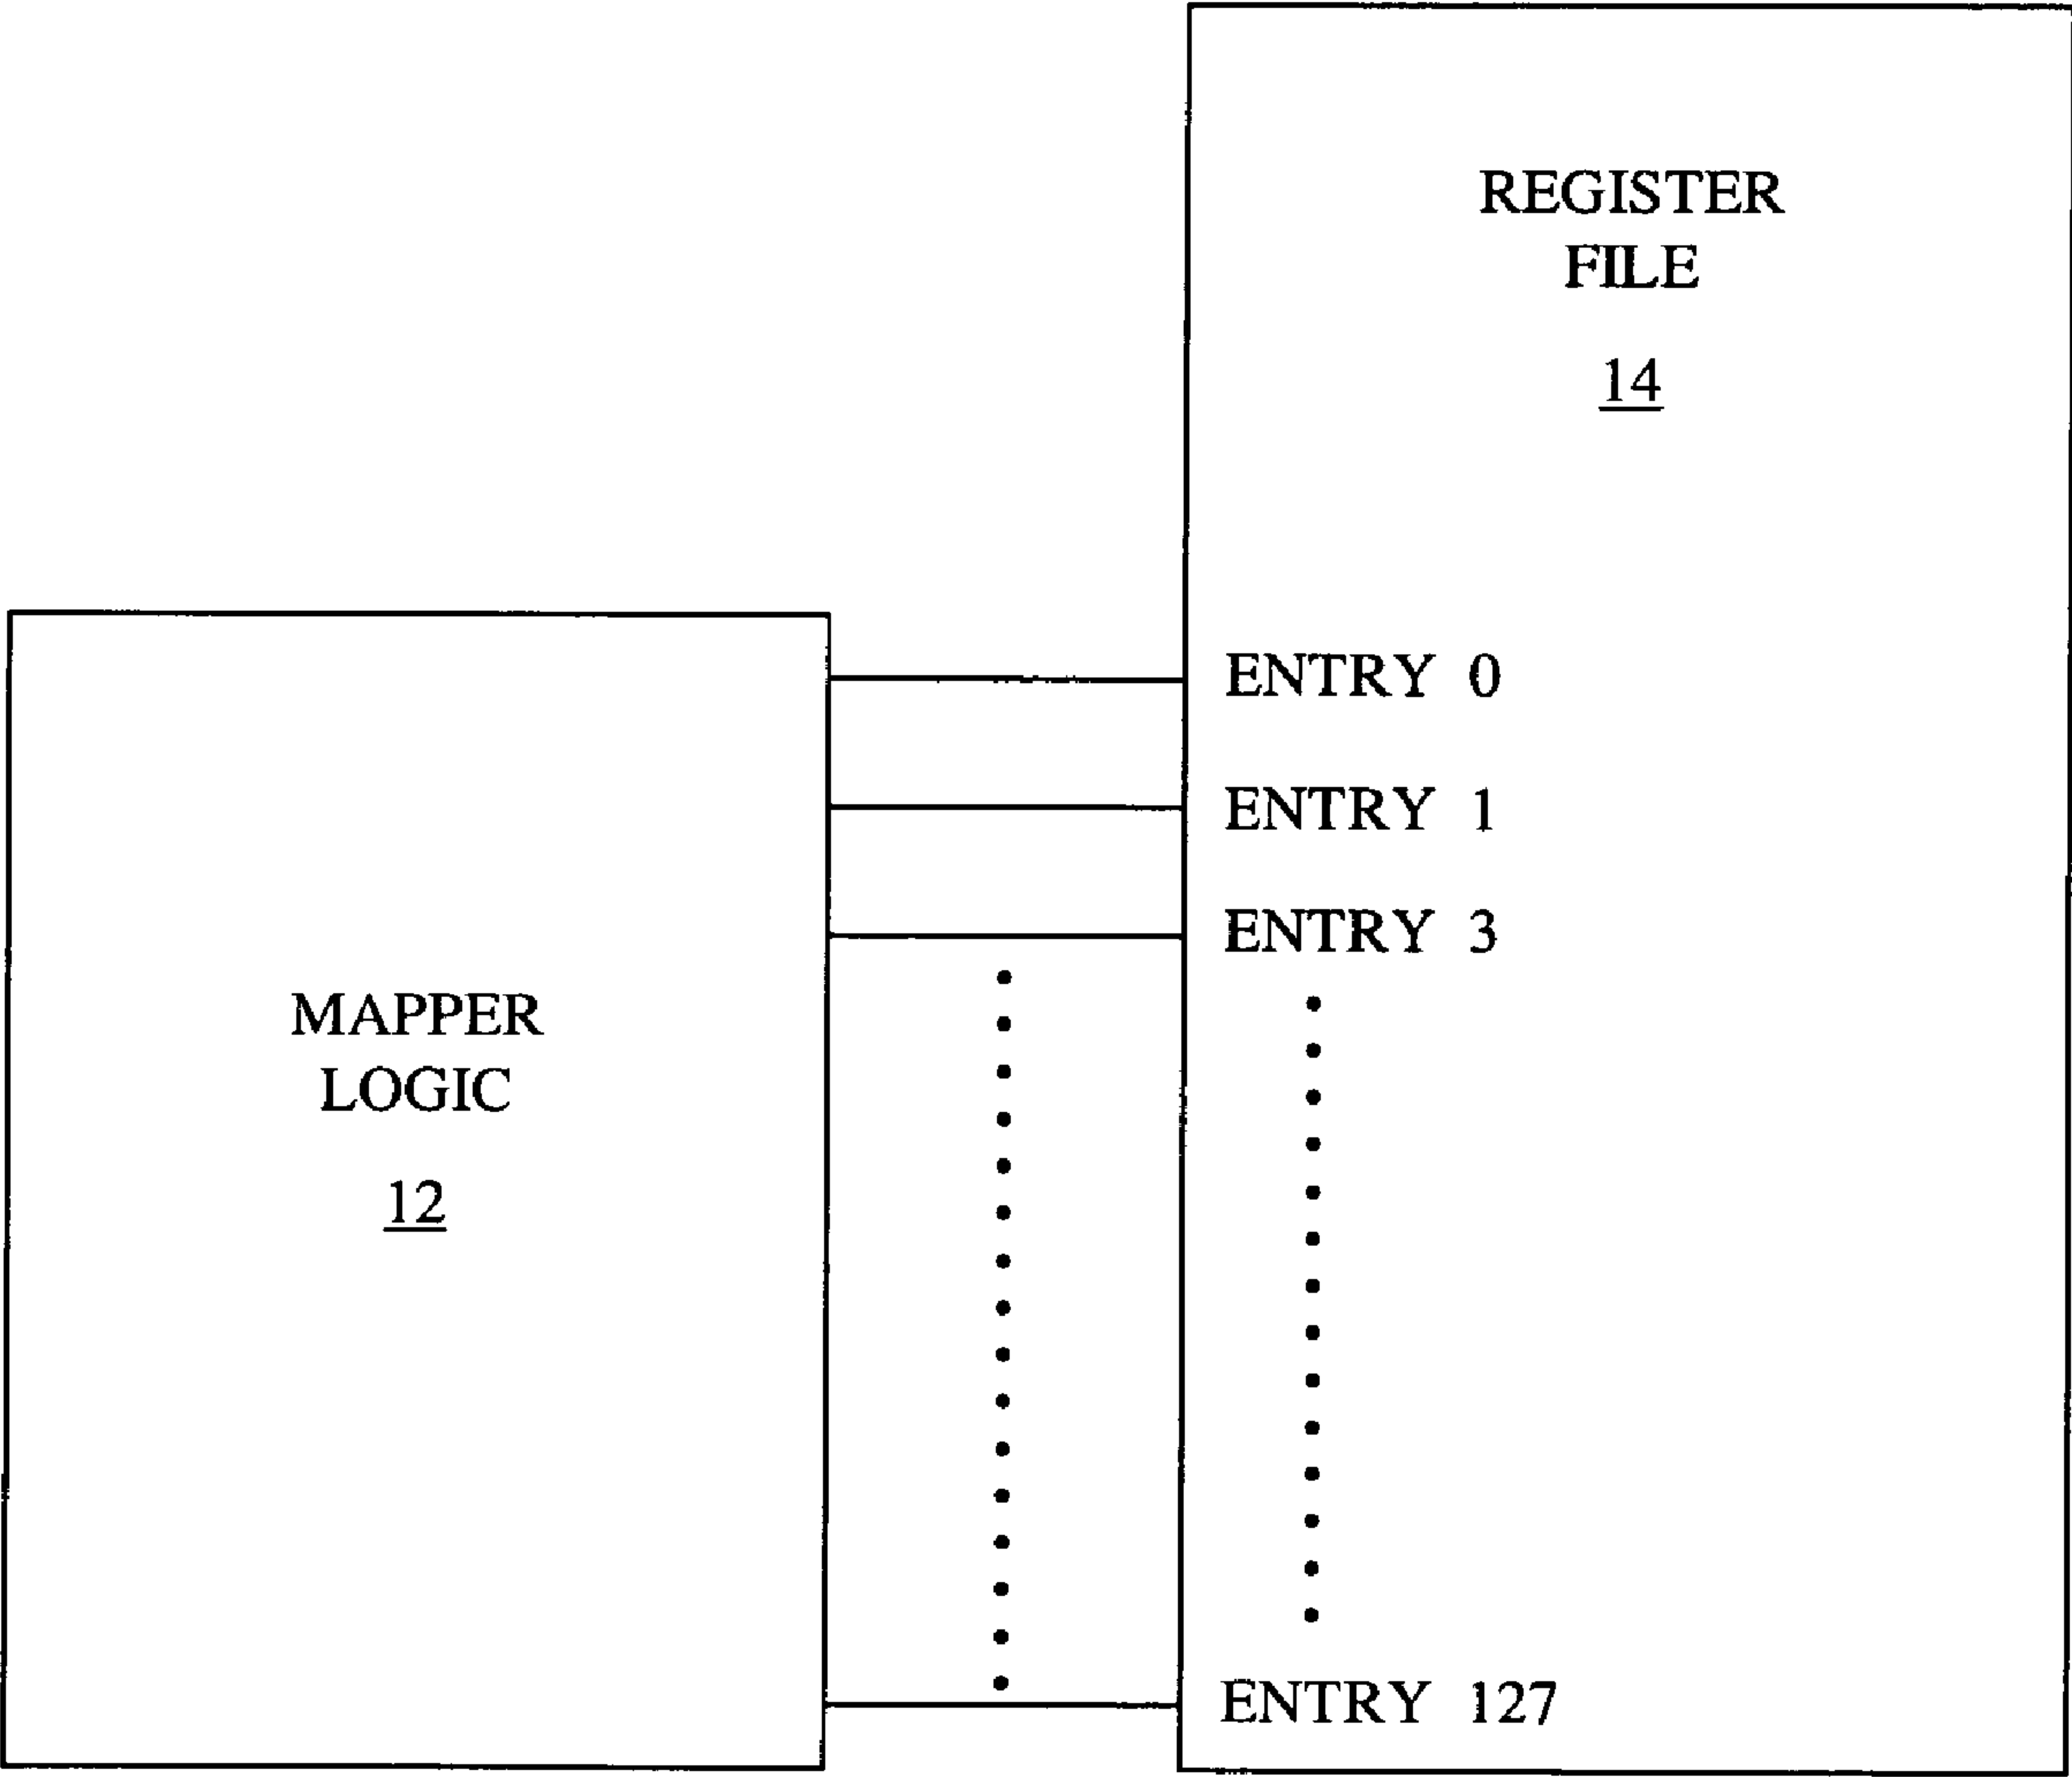 REGISTER
FILE
14
ENTRY 0
ENTRY 1
ENTRY 3
MAPPER
LOGIC
12
ENTRY 127